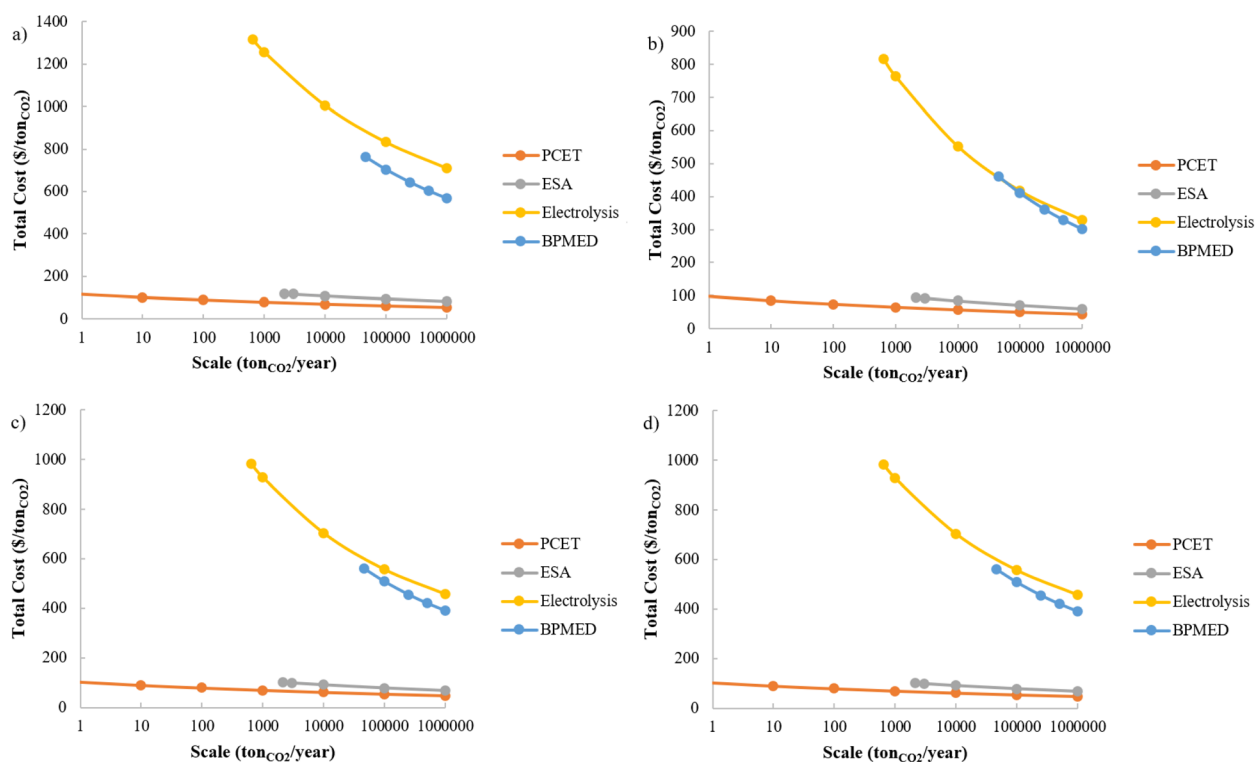 a)
1400
1200
1000
800
600
400
200
0
Total Cost ($/tonCO2)
1 10 100 1000 10000 100000 1000000
Scale (tonCO2/year)
PCET
ESA
Electrolysis
BPMED
b)
900
800
700
600
500
400
300
200
100
0
Total Cost ($/tonCO2)
1 10 100 1000 10000 100000 1000000
Scale (tonCO2/year)
PCET
ESA
Electrolysis
BPMED
c)
1200
1000
800
600
400
200
0
Total Cost ($/tonCO2)
1 10 100 1000 10000 100000 1000000
Scale (tonCO2/year)
PCET
ESA
Electrolysis
BPMED
d)
1200
1000
800
600
400
200
0
Total Cost ($/tonCO2)
1 10 100 1000 10000 100000 1000000
Scale (tonCO2/year)
PCET
ESA
Electrolysis
BPMED